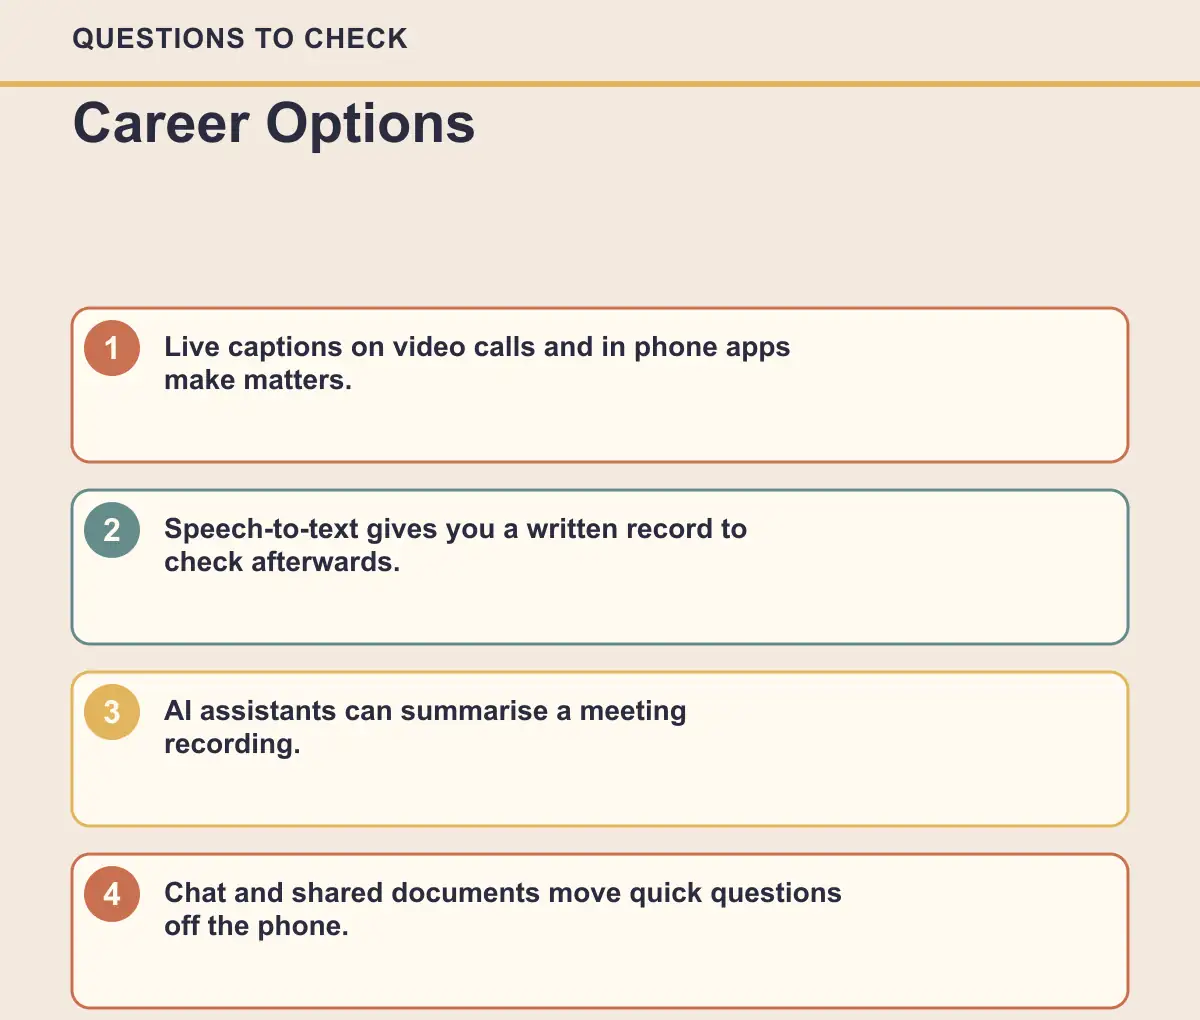 QUESTIONS TO CHECK
Career Options
1
Live captions on video calls and in phone apps
make matters.
2
Speech-to-text gives you a written record to
check afterwards.
3
AI assistants can summarise a meeting
recording.
4
Chat and shared documents move quick questions
off the phone.